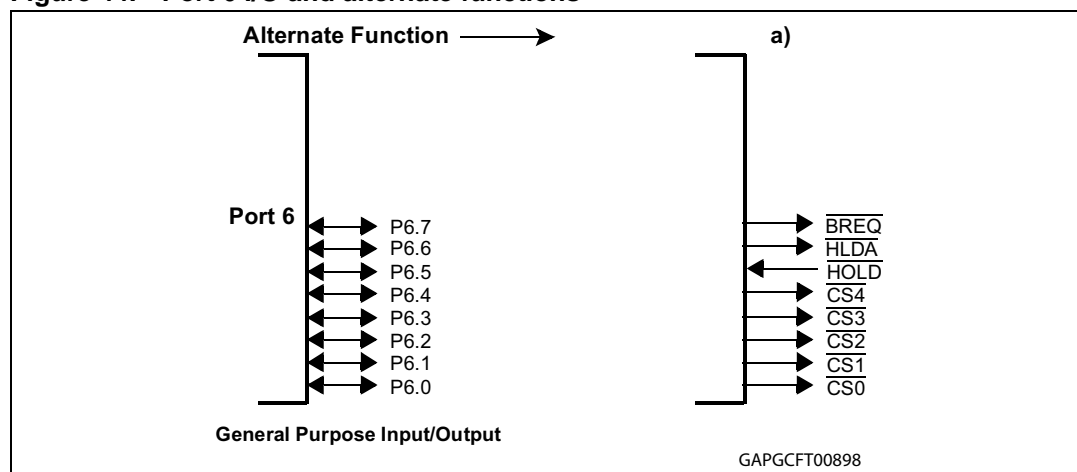 Figure Port 6 I/O and alternate functions
Alternate Function
a)
Port 6
P6.7
P6.6
P6.5
P6.4
P6.3
P6.2
P6.1
P6.0
General Purpose Input/Output
BREQ
HLDA
HOLD
CS4
CS3
CS2
CS1
CS0
GAPGCFT00898